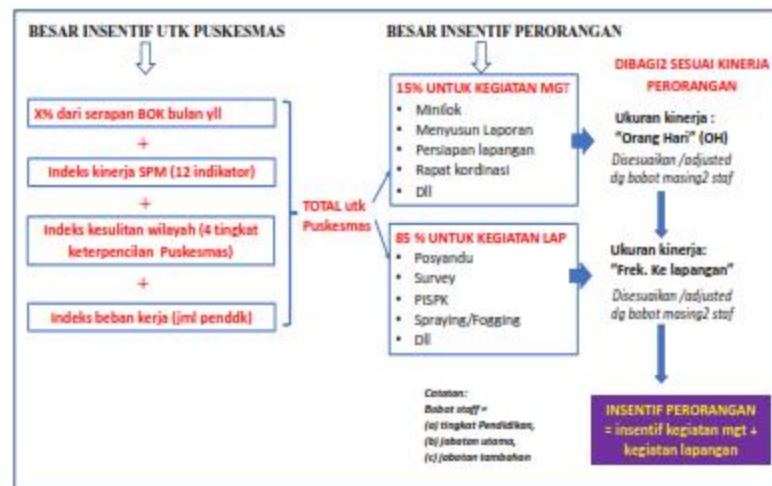 BESAR INSENTIF UTK PUSKESMAS
X% dari serapan BOK bulan yll
+
Indeks kinerja SPM (12 indikator)
+
Indeks kesulitan wilayah (4 tingkat
keterpencilan Puskesmas)
+
Indeks beban kerja (jml penddk)
TOTAL utk
Puskesmas
BESAR INSENTIF PERORANGAN
15% UNTUK KEGIATAN MGT
• Minilok
• Menyusun Laporan
• Persiapan lapangan
• Rapat kordinasi
• Dll
85 % UNTUK KEGIATAN LAP
• Posyandu
• Survey
• PISPK
• Spraying/Fogging
• Dll
Catatan:
Bobot staff =
(a) tingkat Pendidikan,
(b) jabatan utama,
(c) jabatan tambahan
DIBAGI2 SESUAI KINERJA
PERORANGAN
Ukuran kinerja :
"Orang Hari" (OH)
Disesuaikan /adjusted
dg bobot masing2 staf
Ukuran kinerja:
"Frek. Ke lapangan"
Disesuaikan /adjusted
dg bobot masing2 staf
INSENTIF PERORANGAN
= insentif kegiatan mgt +
kegiatan lapangan